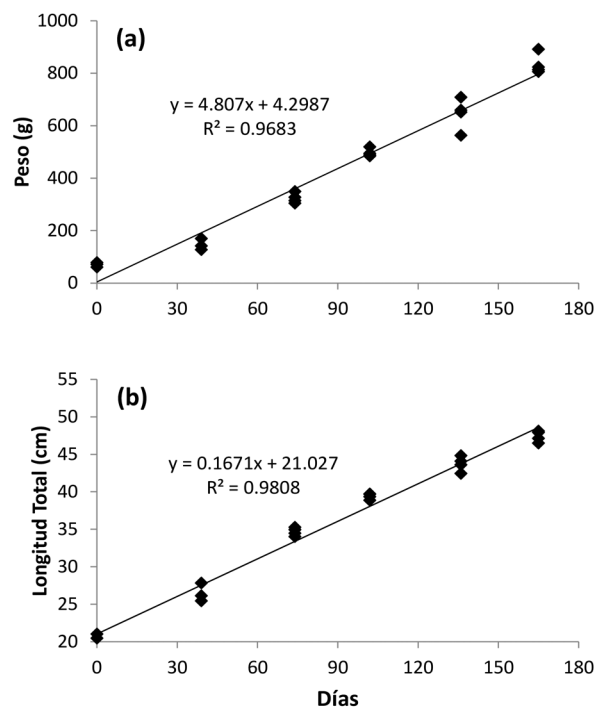 (a)
1000
800
600
400
200
0
Peso (g)
y = 4.807x + 4.2987
R² = 0.9683
0 30 60 90 120 150 180
(b)
55
50
45
40
35
30
25
20
Longitud Total (cm)
y = 0.1671x + 21.027
R² = 0.9808
0 30 60 90 120 150 180
Días